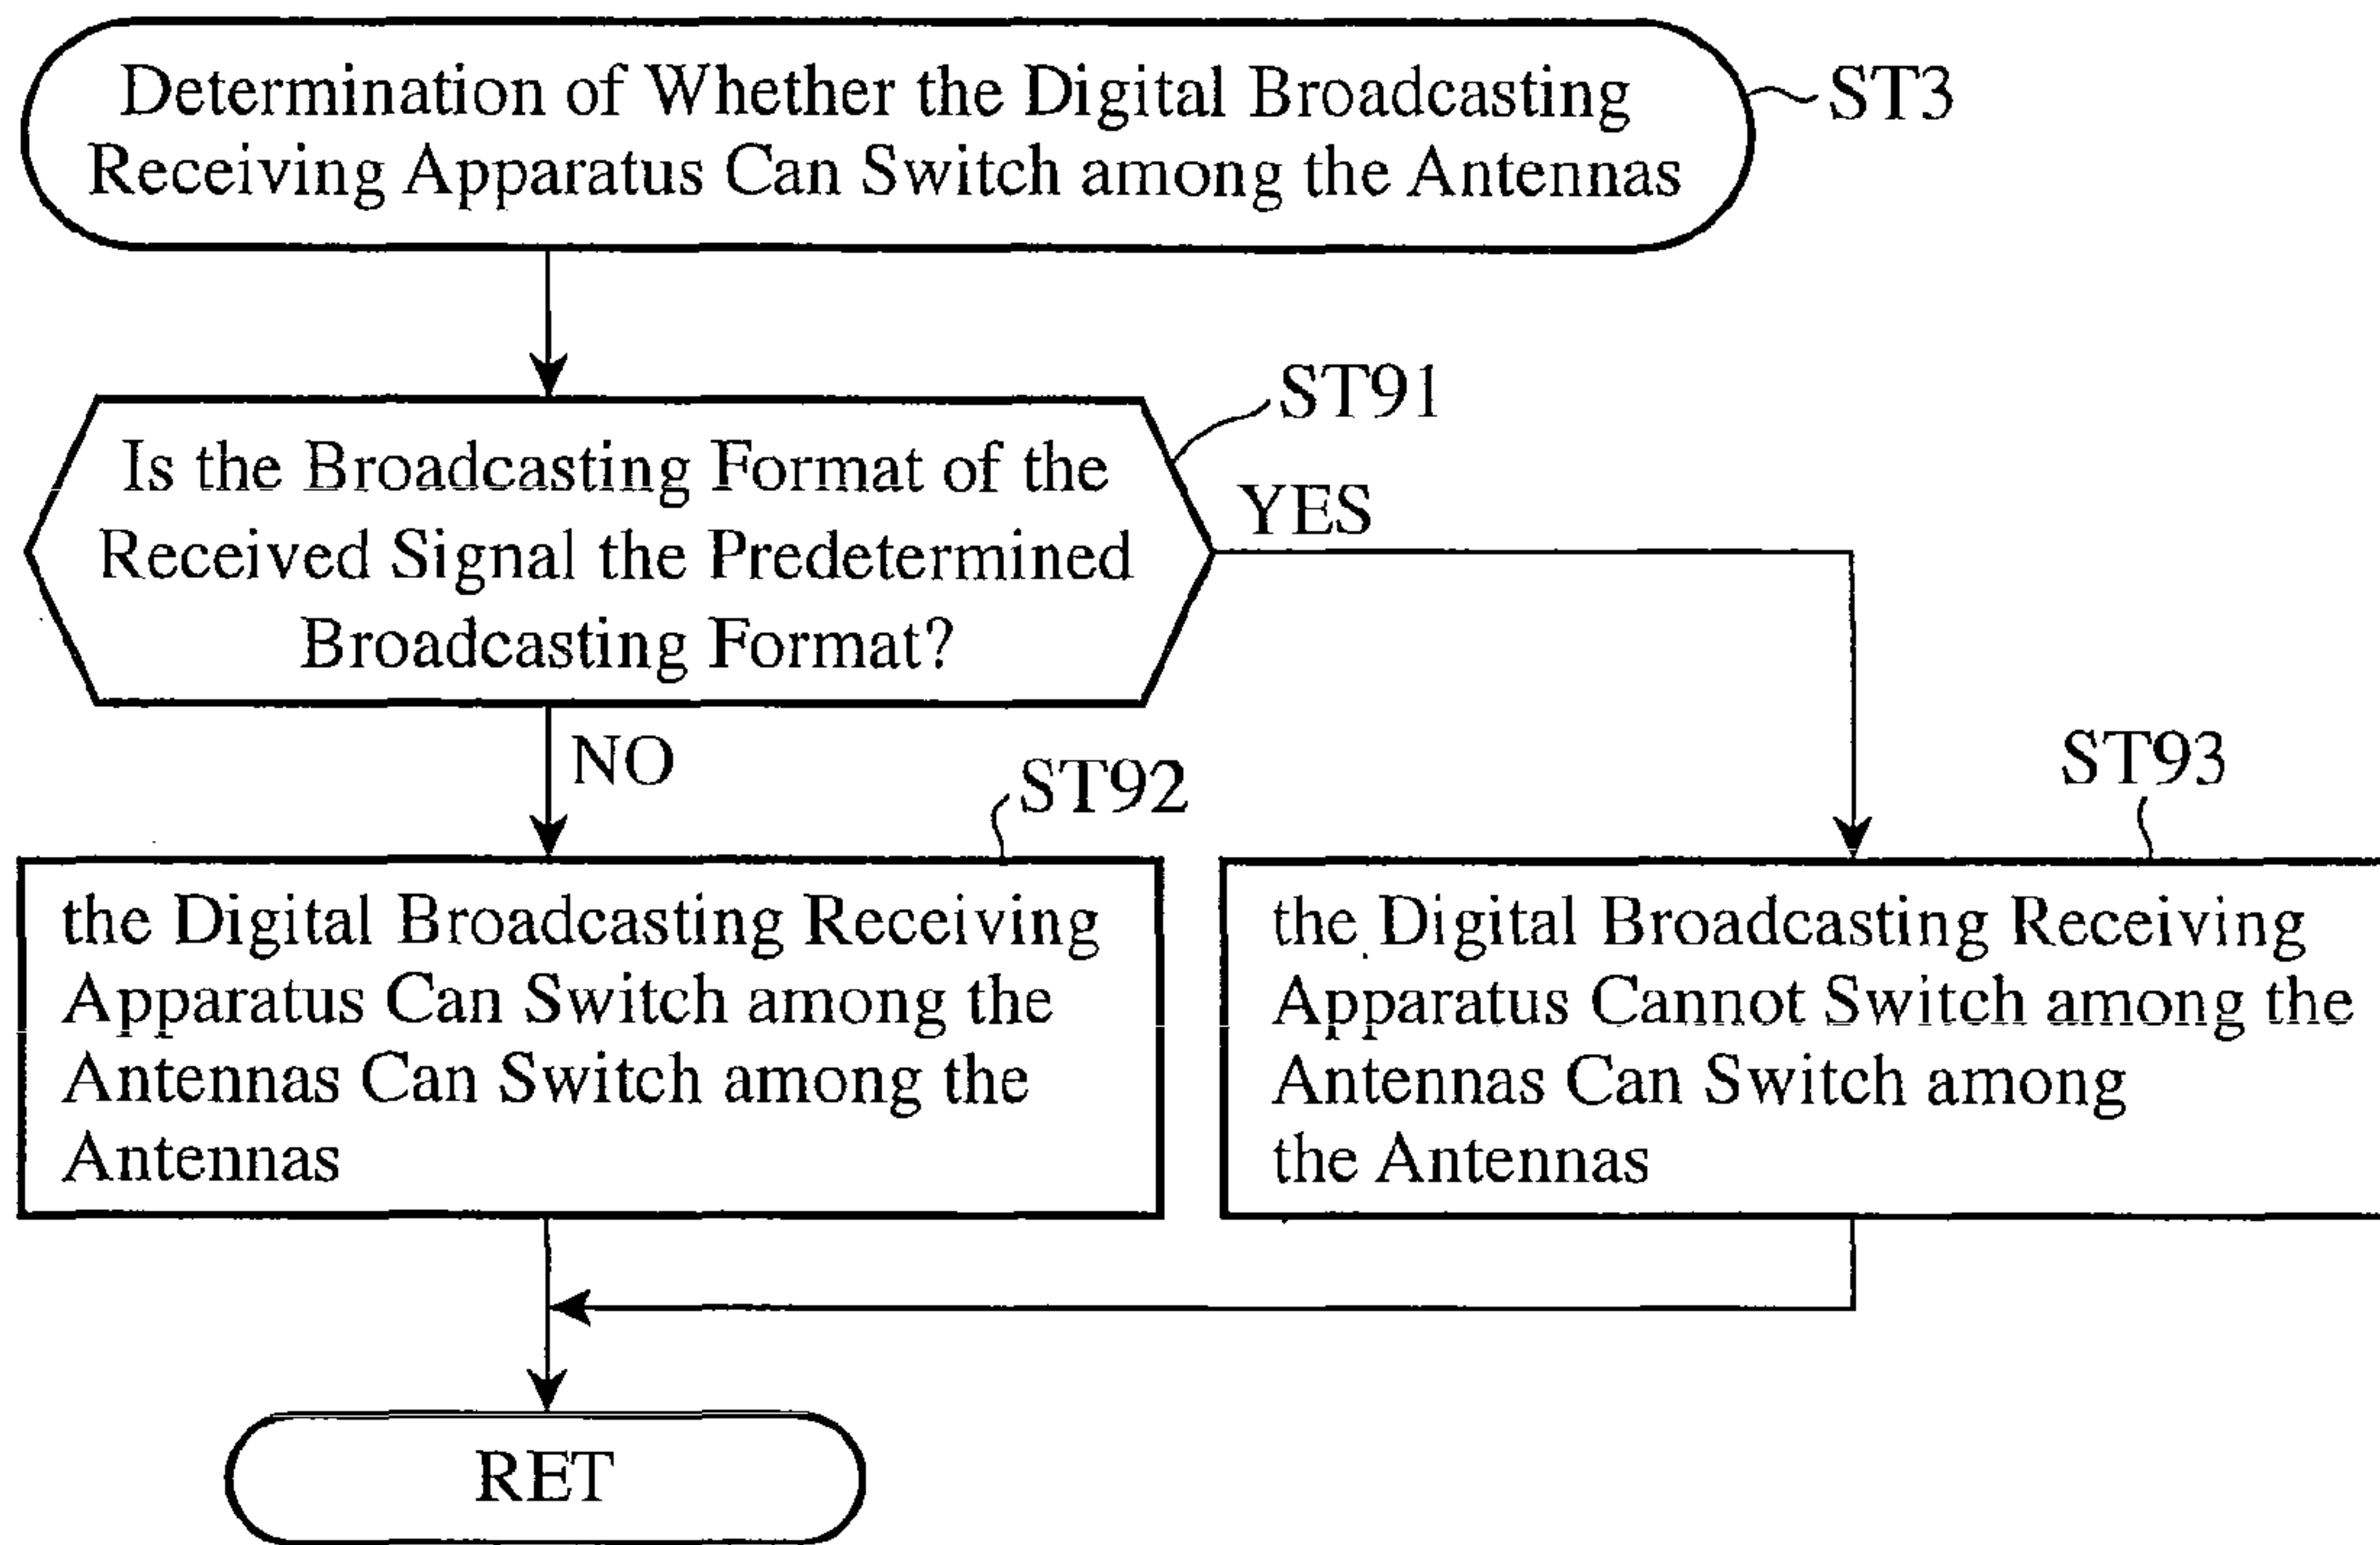 Determination of Whether the Digital Broadcasting
Receiving Apparatus Can Switch among the Antennas
ST3
ST91
Is the Broadcasting Format of the
Received Signal the Predetermined
Broadcasting Format?
YES
NO
ST92
ST93
the Digital Broadcasting Receiving
Apparatus Can Switch among the
Antennas Can Switch among the
Antennas
the Digital Broadcasting Receiving
Apparatus Cannot Switch among the
Antennas Can Switch among
the Antennas
RET